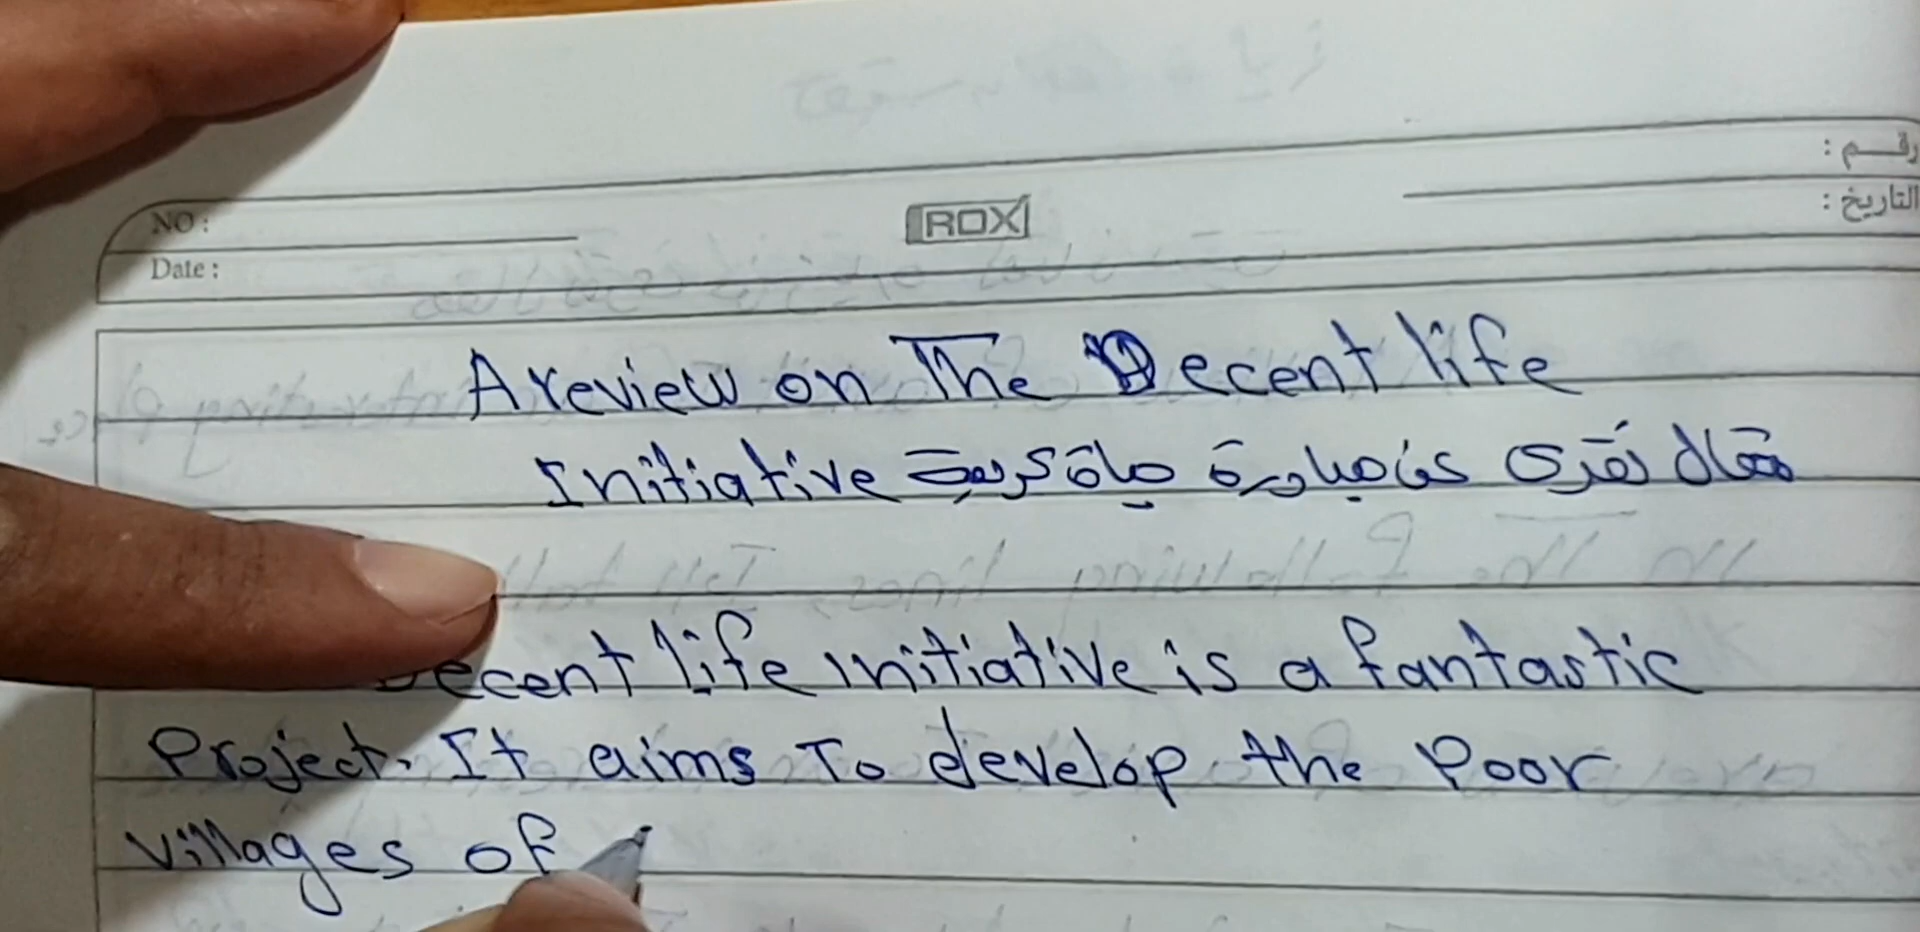 رقم :
NO :
ROX
التاريخ :
Date :
A review on The Decent life
Initiative مقال نقدى عن مبادرة حياة كريمة
ecent life initiative is a fantastic
Project. It aims To develop the Poor
villages of